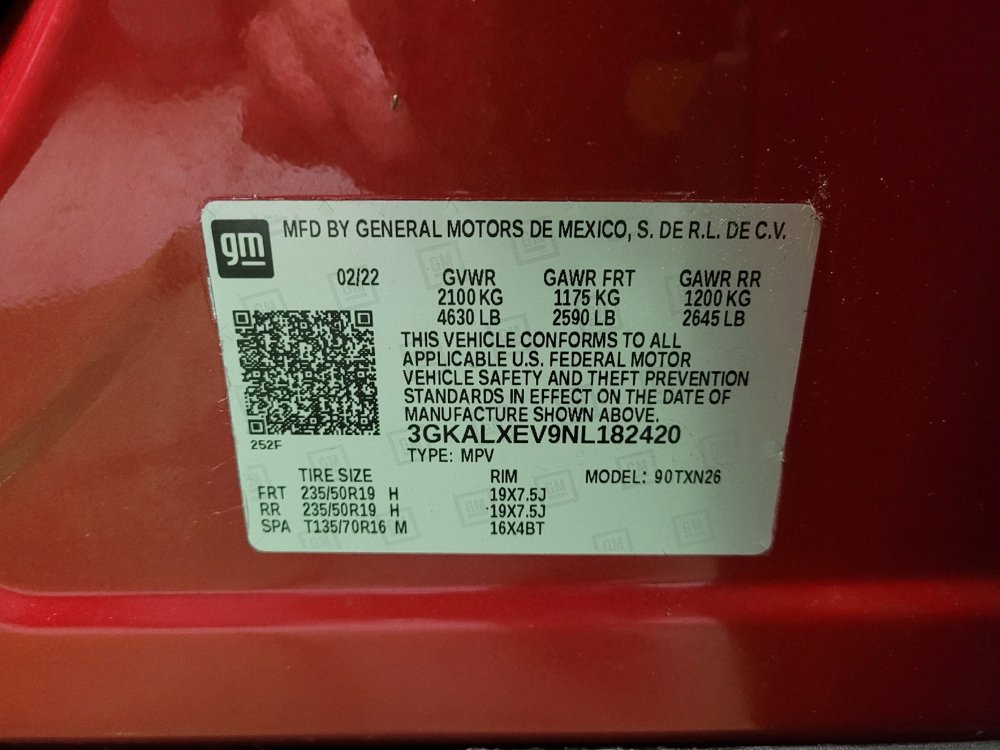 gm MFD BY GENERAL MOTORS DE MEXICO, S. DE R.L. DE C.V.
02/22 GVWR GAWR FRT GAWR RR
2100 KG 1175 KG 1200 KG
4630 LB 2590 LB 2645 LB
THIS VEHICLE CONFORMS TO ALL
APPLICABLE U.S. FEDERAL MOTOR
VEHICLE SAFETY AND THEFT PREVENTION
STANDARDS IN EFFECT ON THE DATE OF
MANUFACTURE SHOWN ABOVE.
3GKALXEV9NL182420
252F
TYPE: MPV
TIRE SIZE RIM MODEL: 90TXN26
FRT 235/50R19 H 19X7.5J
RR 235/50R19 H 19X7.5J
SPA T135/70R16 M 16X4BT